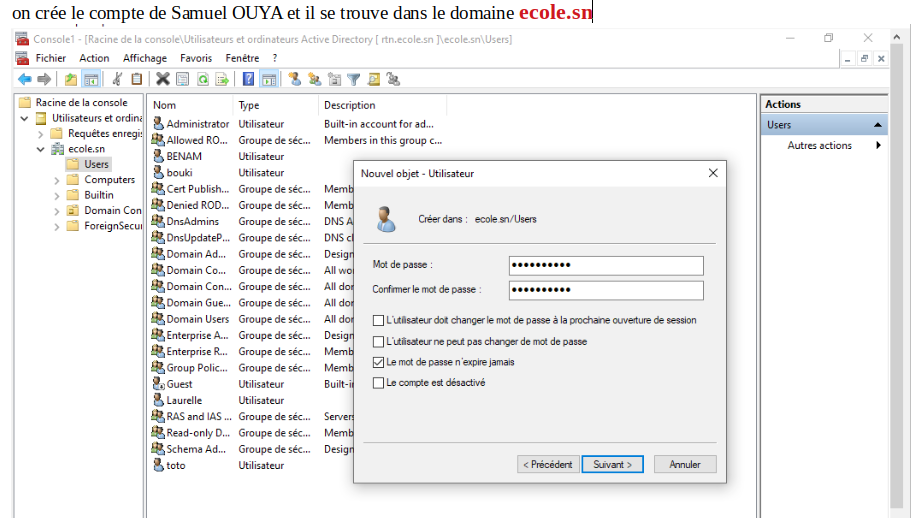 on crée le compte de Samuel OUYA et il se trouve dans le domaine ecole.sn
Console1 - [Racine de la console\Utilisateurs et ordinateurs Active Directory [ rtn.ecole.sn ]\ecole.sn\Users]
Fichier Action Affichage Favoris Fenêtre ?
Racine de la console
Utilisateurs et ordina
Requêtes enregi
ecole.sn
Users
Computers
Builtin
Domain Con
ForeignSecu
Nom Type Description
Administrator Utilisateur Built-in account for ad...
Allowed RO... Groupe de séc... Members in this group c...
BENAM Utilisateur
bouki Utilisateur
Cert Publish... Groupe de séc... Memb
Denied ROD... Groupe de séc... Memb
DnsAdmins Groupe de séc... DNS A
DnsUpdateP... Groupe de séc... DNS cl
Domain Ad... Groupe de séc... Design
Domain Co... Groupe de séc... All wo
Domain Con... Groupe de séc... All dor
Domain Gue... Groupe de séc... All dor
Domain Users Groupe de séc... All dor
Enterprise A... Groupe de séc... Design
Enterprise R... Groupe de séc... Memb
Group Polic... Groupe de séc... Memb
Guest Utilisateur Built-i
Laurelle Utilisateur
RAS and IAS ... Groupe de séc... Servers
Read-only D... Groupe de séc... Memb
Schema Ad... Groupe de séc... Design
toto Utilisateur
Nouvel objet - Utilisateur
Créer dans : ecole.sn/Users
Mot de passe : ●●●●●●●●●●
Confirmer le mot de passe : ●●●●●●●●●●
L'utilisateur doit changer le mot de passe à la prochaine ouverture de session
L'utilisateur ne peut pas changer de mot de passe
Le mot de passe n'expire jamais
Le compte est désactivé
< Précédent Suivant > Annuler
Actions
Users
Autres actions